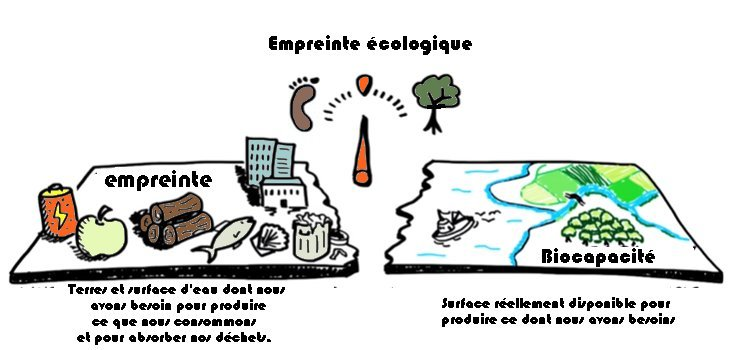 Empreinte écologique
empreinte
Biocapacité
Terres et surface d'eau dont nous
avons besoin pour produire
ce que nous consommons
et pour absorber nos déchets.
Surface réellement disponible pour
produire ce dont nous avons besoins